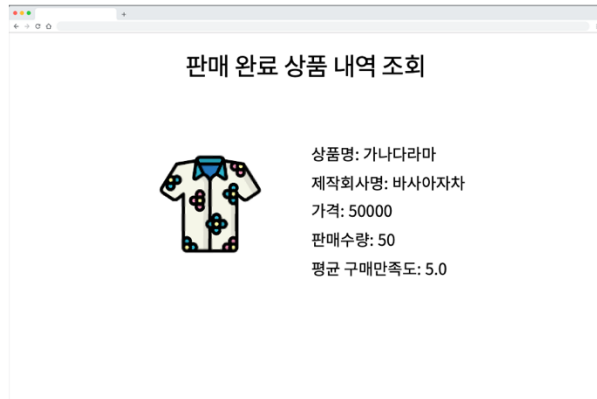 판매 완료 상품 내역 조회
상품명: 가나다라마
제작회사명: 바사아자차
가격: 50000
판매수량: 50
평균 구매만족도: 5.0